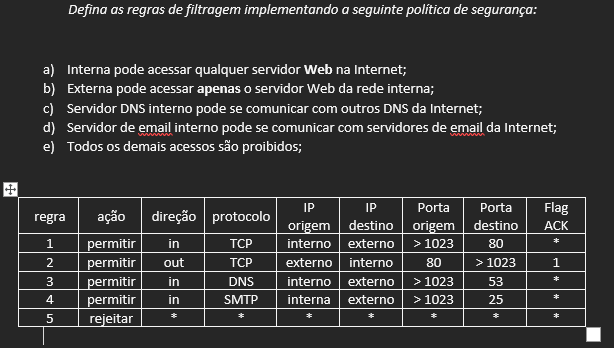 Defina as regras de filtragem implementando a seguinte política de segurança:
a) Interna pode acessar qualquer servidor Web na Internet;
b) Externa pode acessar apenas o servidor Web da rede interna;
c) Servidor DNS interno pode se comunicar com outros DNS da Internet;
d) Servidor de email interno pode se comunicar com servidores de email da Internet;
e) Todos os demais acessos são proibidos;
regra ação direção protocolo IP origem IP destino Porta origem Porta destino Flag ACK
1 permitir in TCP interno externo > 1023 80 *
2 permitir out TCP externo interno 80 > 1023 1
3 permitir in DNS interno externo > 1023 53 *
4 permitir in SMTP interna externo > 1023 25 *
5 rejeitar * * * * * * *